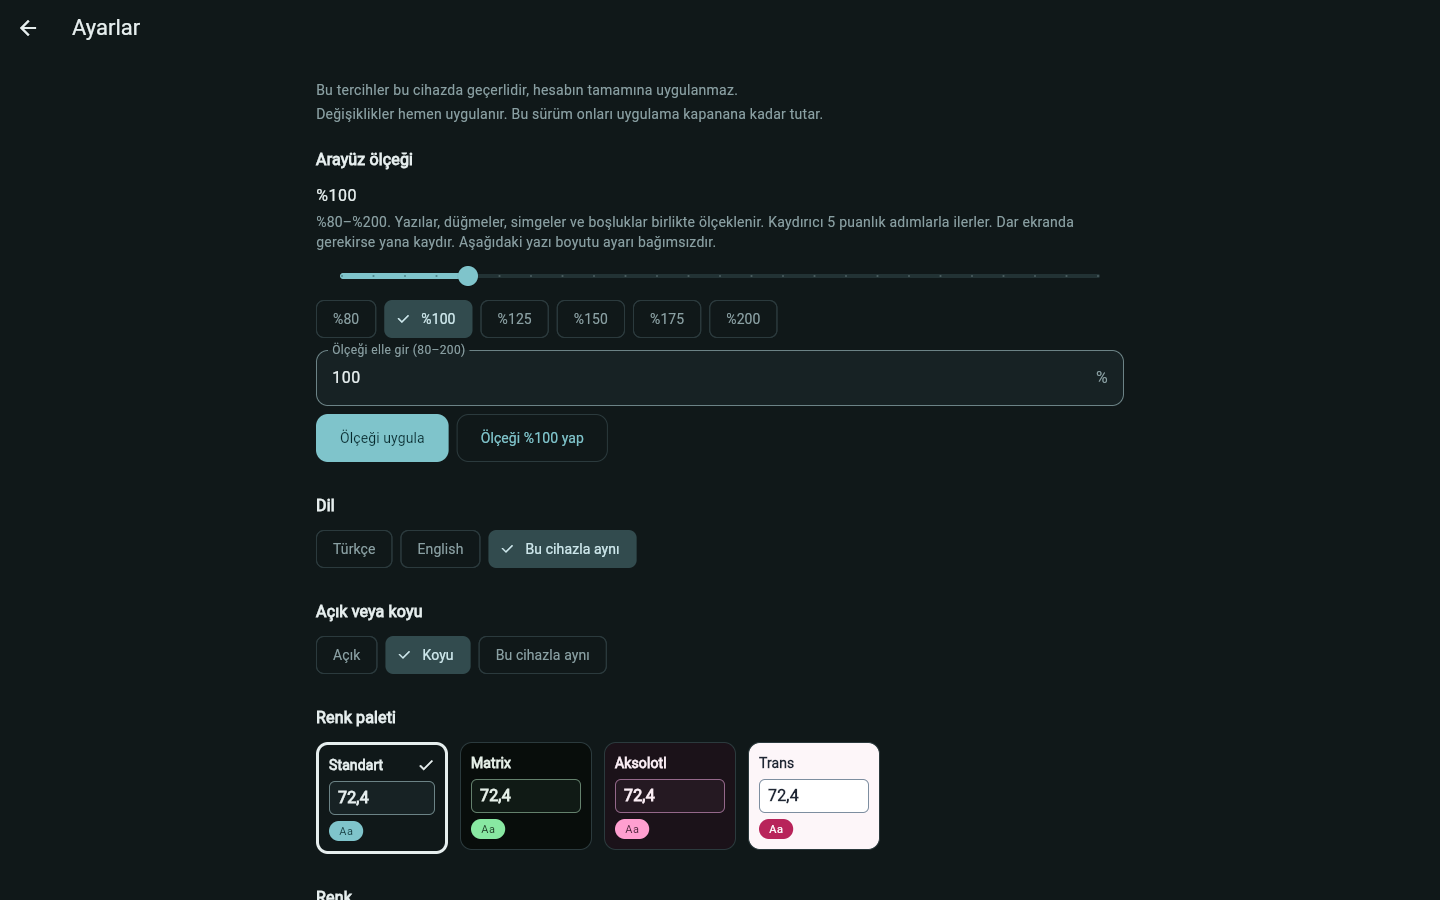 Ayarlar
Bu tercihler bu cihazda geçerlidir, hesabın tamamına uygulanmaz.
Değişiklikler hemen uygulanır. Bu sürüm onları uygulama kapanana kadar tutar.
Arayüz ölçeği
%100
%80–%200. Yazılar, düğmeler, simgeler ve boşluklar birlikte ölçeklenir. Kaydırıcı 5 puanlık adımlarla ilerler. Dar ekranda
gerekirse yana kaydır. Aşağıdaki yazı boyutu ayarı bağımsızdır.
%80 %100 %125 %150 %175 %200
Ölçeği elle gir (80–200)
100 %
Ölçeği uygula Ölçeği %100 yap
Dil
Türkçe English Bu cihazla aynı
Açık veya koyu
Açık Koyu Bu cihazla aynı
Renk paleti
Standart Matrix Aksolotl Trans
72,4 72,4 72,4 72,4
Aa Aa Aa Aa
Renk